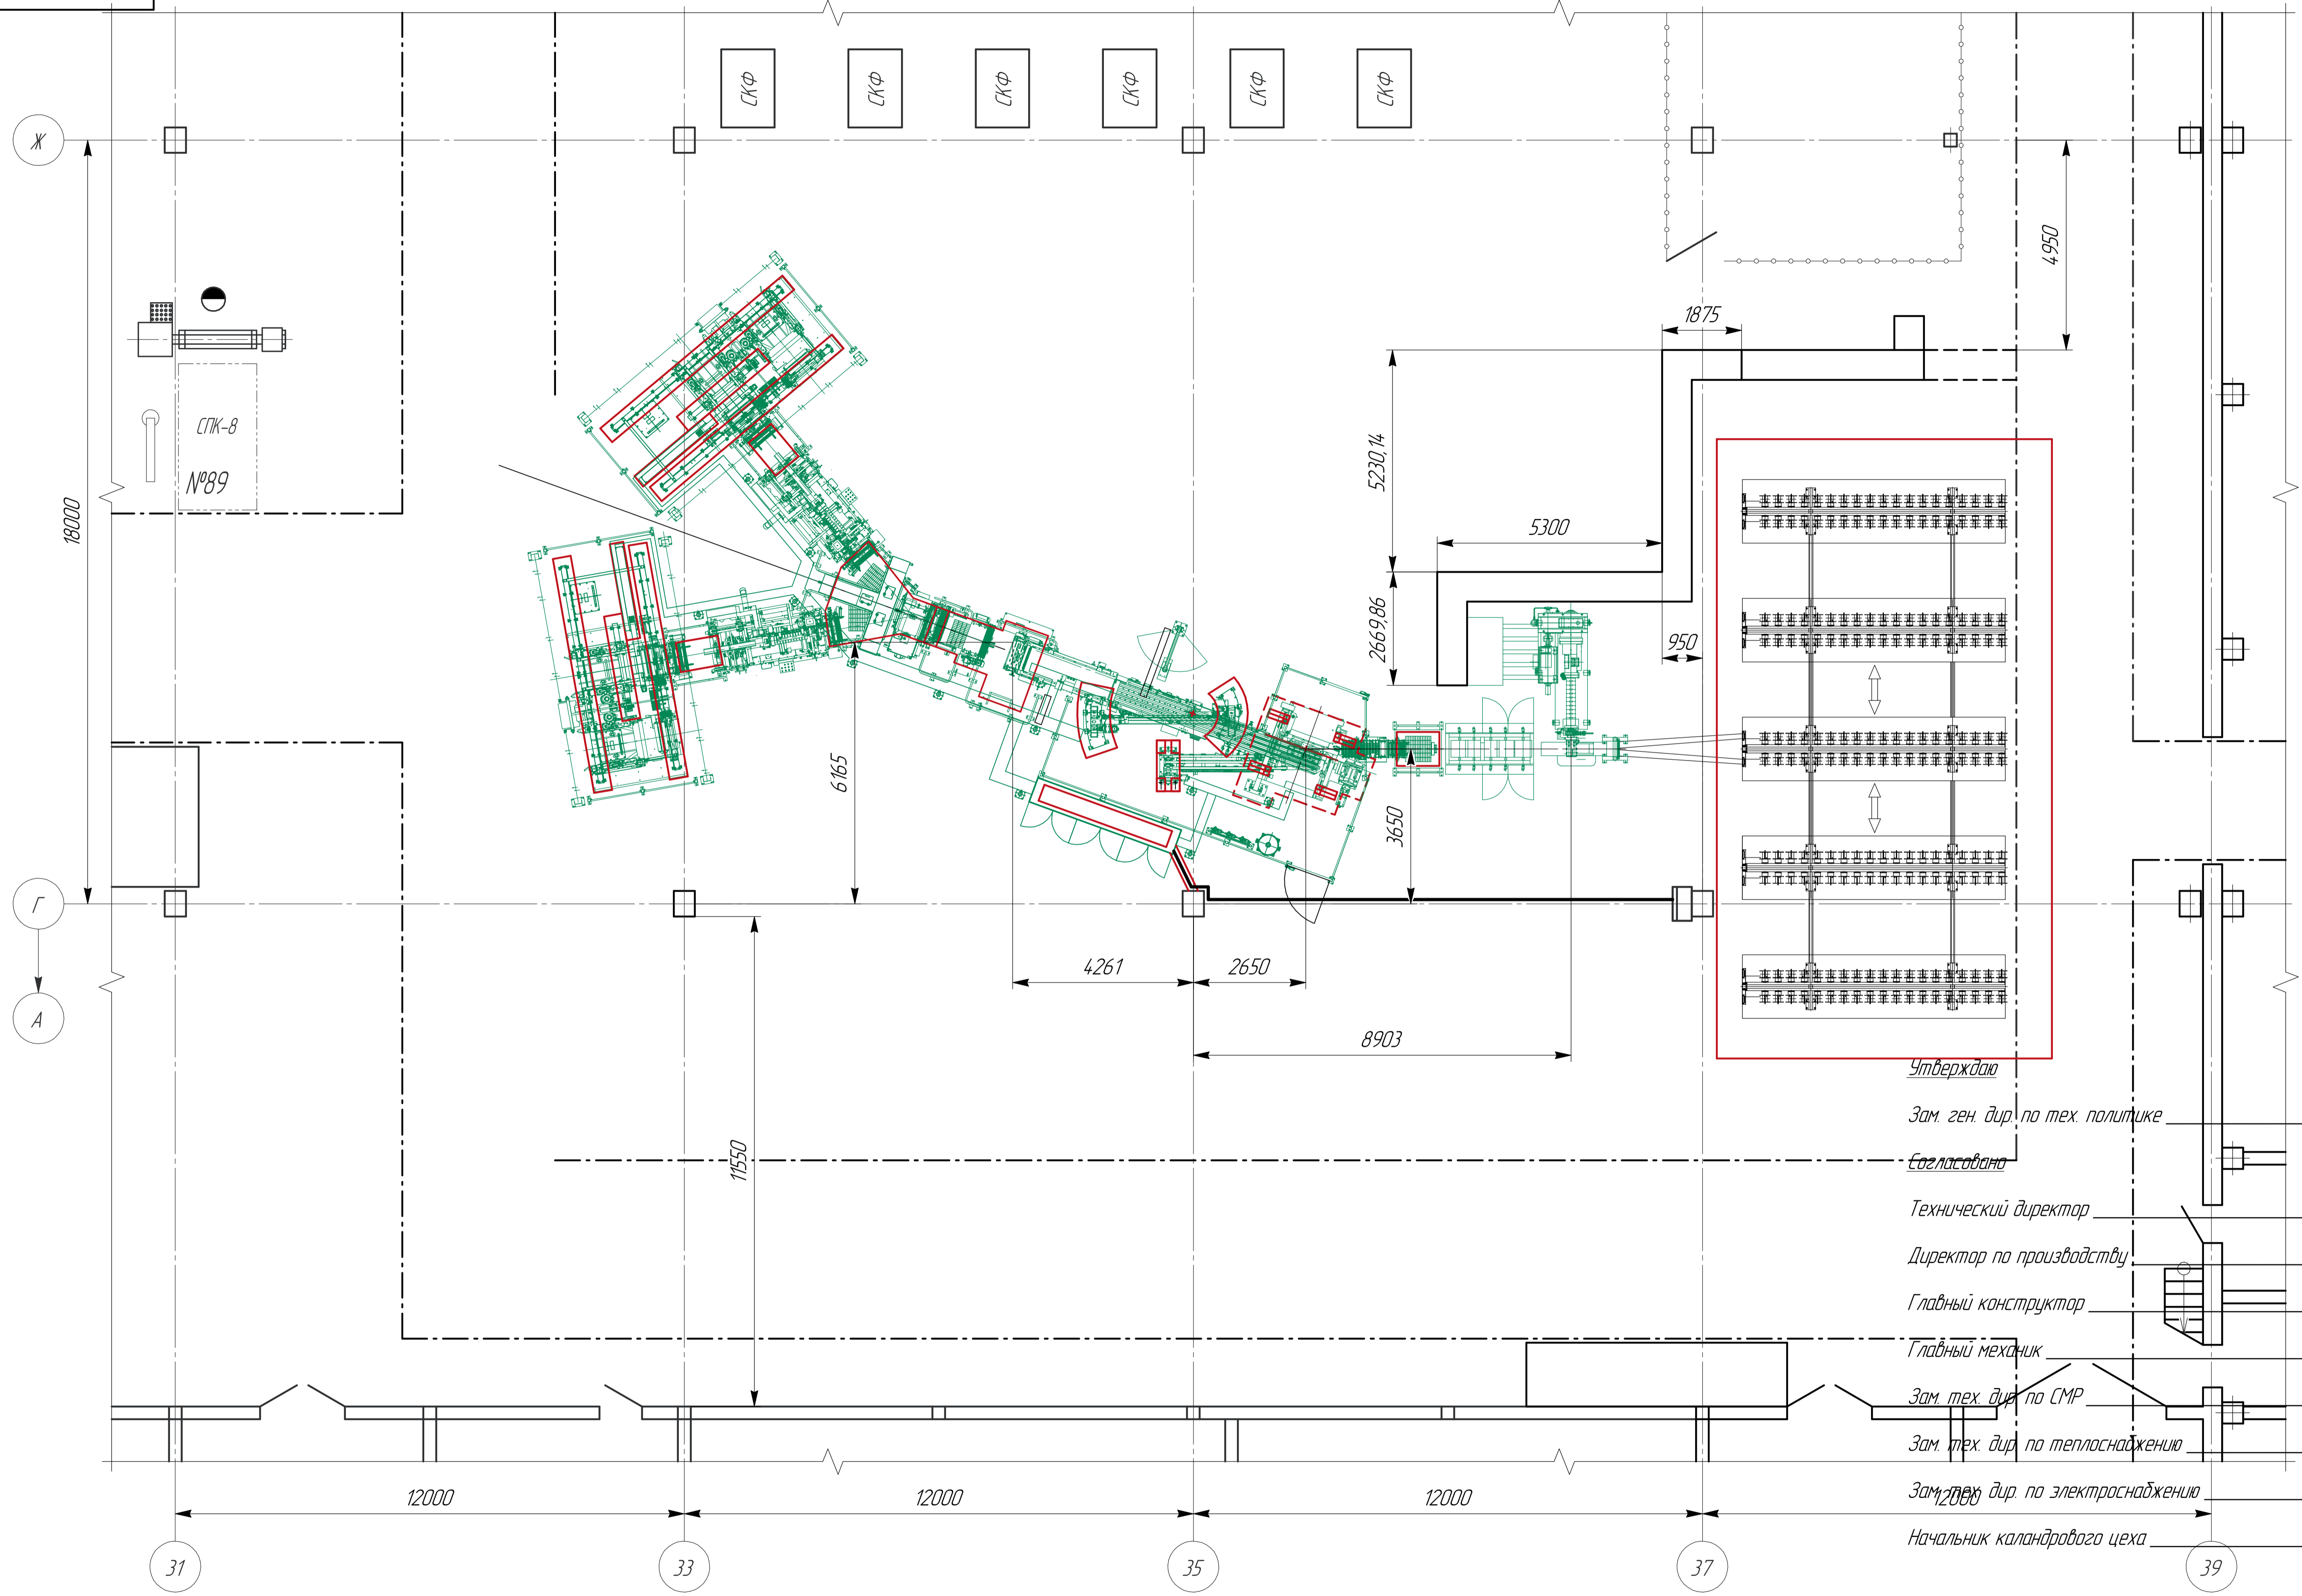 СКФ
СКФ
СКФ
СКФ
СКФ
СКФ
Ж
4950
1875
СПК-8
№89
18000
5230,14
5300
2669,86
950
6165
3650
Г
4261
2650
А
8903
Утверждаю
Зам. ген. дир. по тех. политике
Согласовано
11550
Технический директор
Директор по производству
Главный конструктор
Главный механик
Зам. тех. дир. по СМР
Зам. тех. дир. по теплоснабжению
Зам. тех. дир. по электроснабжению
12000
12000
12000
12000
Начальник каландрового цеха
31
33
35
37
39